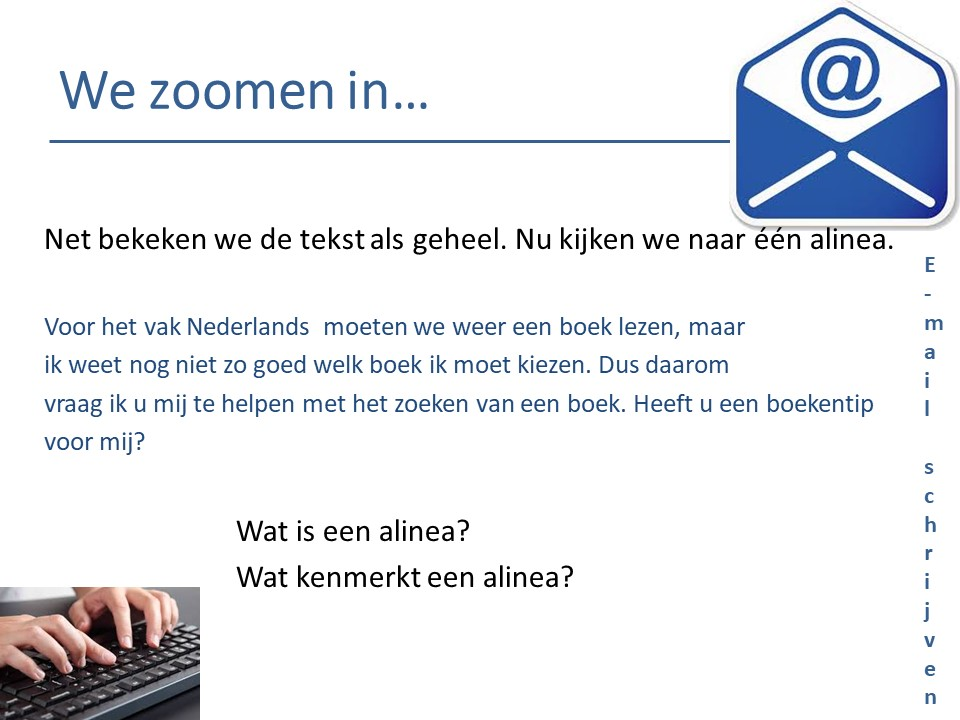 We zoomen in…
@
Net bekeken we de tekst als geheel. Nu kijken we naar één alinea.
Voor het vak Nederlands  moeten we weer een boek lezen, maar
ik weet nog niet zo goed welk boek ik moet kiezen. Dus daarom
vraag ik u mij te helpen met het zoeken van een boek. Heeft u een boekentip
voor mij?
Wat is een alinea?
Wat kenmerkt een alinea?
E-mail schrijven